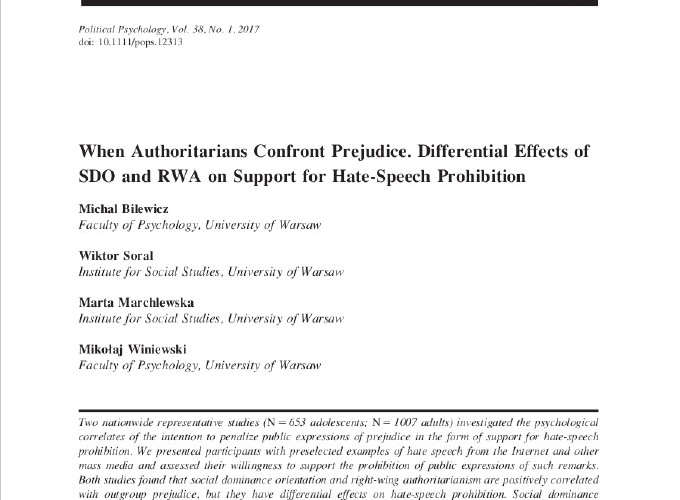 Political Psychology, Vol. 38, No. 1, 2017
doi: 10.1111/pops.12313
When Authoritarians Confront Prejudice. Differential Effects of
SDO and RWA on Support for Hate-Speech Prohibition
Michał Bilewicz
Faculty of Psychology, University of Warsaw
Wiktor Soral
Institute for Social Studies, University of Warsaw
Marta Marchlewska
Institute for Social Studies, University of Warsaw
Mikołaj Winiewski
Faculty of Psychology, University of Warsaw
Two nationwide representative studies (N = 653 adolescents; N = 1007 adults) investigated the psychological
correlates of the intention to penalize public expressions of prejudice in the form of support for hate-speech
prohibition. We presented participants with preselected examples of hate speech from the Internet and other
mass media and assessed their willingness to support the prohibition of public expressions of such remarks.
Both studies found that social dominance orientation and right-wing authoritarianism are positively correlated
with outgroup prejudice, but they have differential effects on hate-speech prohibition. Social dominance